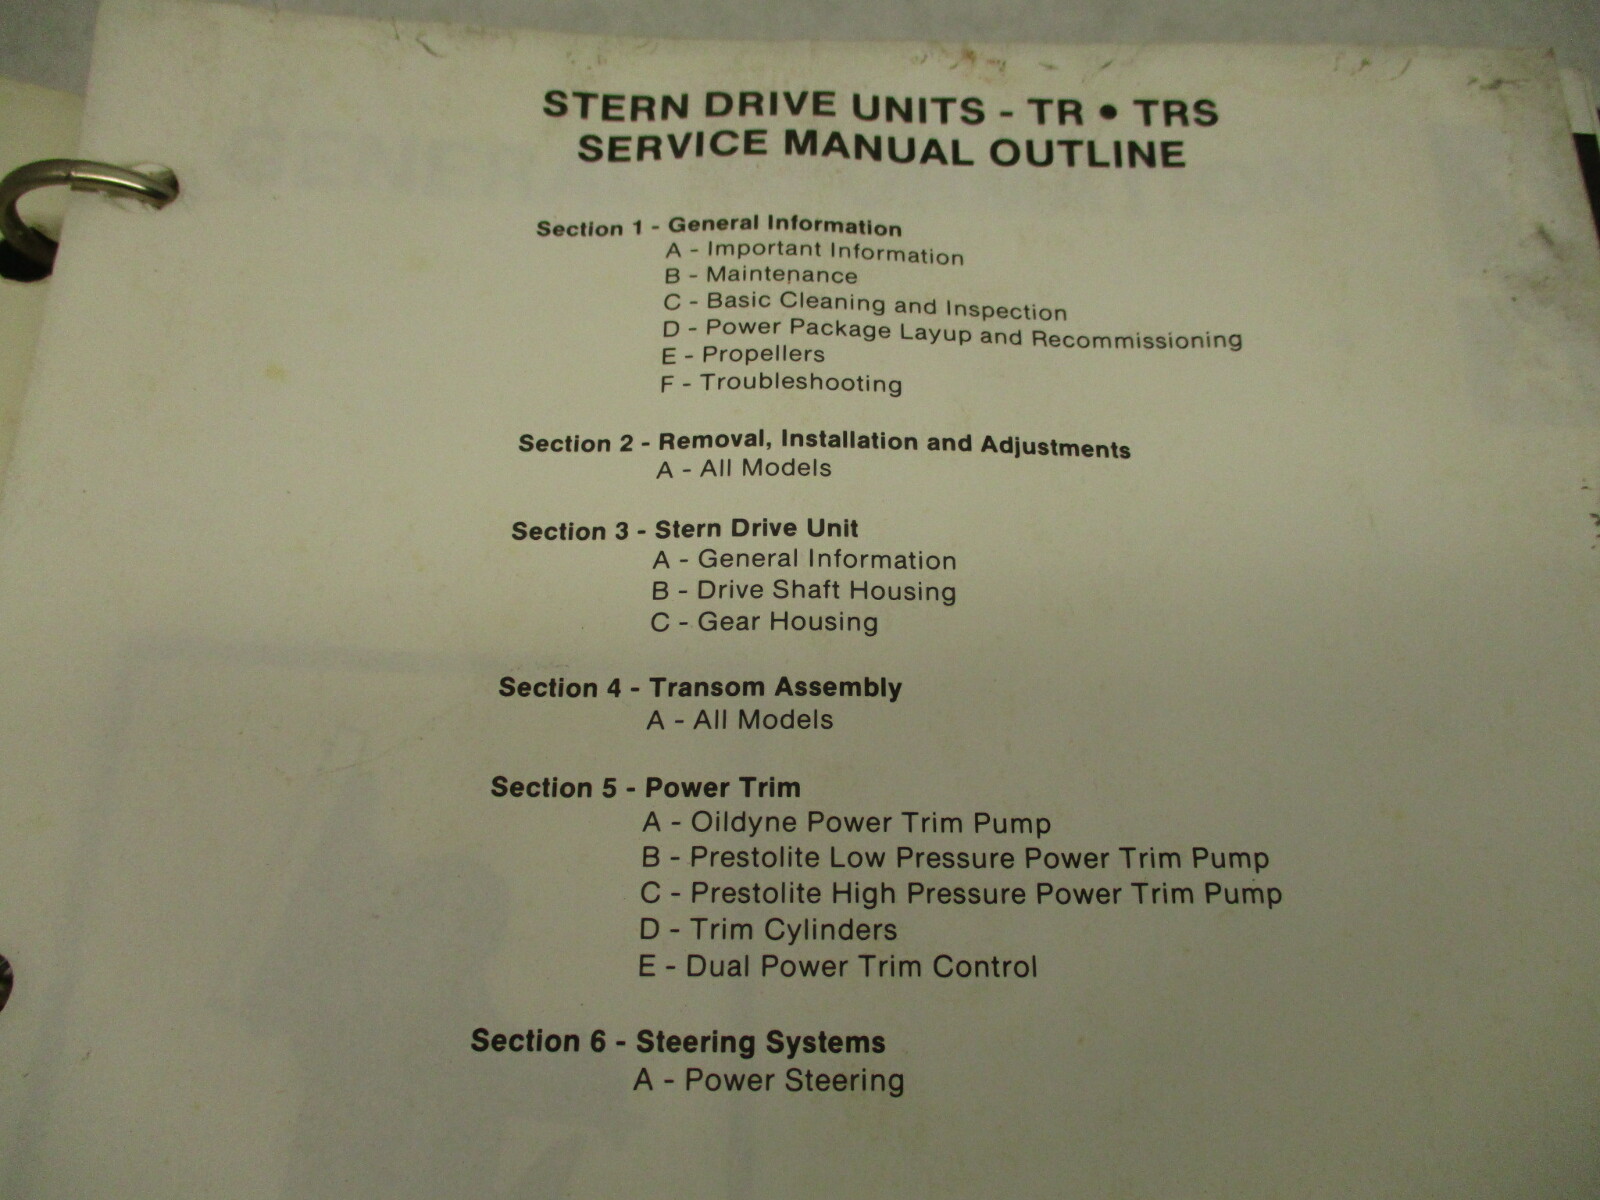 STERN DRIVE UNITS - TR • TRS
SERVICE MANUAL OUTLINE
Section 1 - General Information
A - Important Information
B - Maintenance
C - Basic Cleaning and Inspection
D - Power Package Layup and Recommissioning
E - Propellers
F - Troubleshooting
Section 2 - Removal, Installation and Adjustments
A - All Models
Section 3 - Stern Drive Unit
A - General Information
B - Drive Shaft Housing
C - Gear Housing
Section 4 - Transom Assembly
A - All Models
Section 5 - Power Trim
A - Oildyne Power Trim Pump
B - Prestolite Low Pressure Power Trim Pump
C - Prestolite High Pressure Power Trim Pump
D - Trim Cylinders
E - Dual Power Trim Control
Section 6 - Steering Systems
A - Power Steering